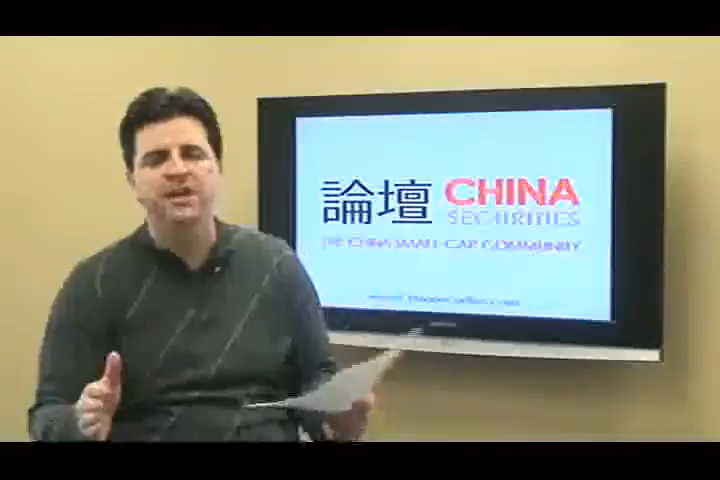 論壇 CHINA
SECURITIES
THE CHINA SMALL-CAP COMMUNITY